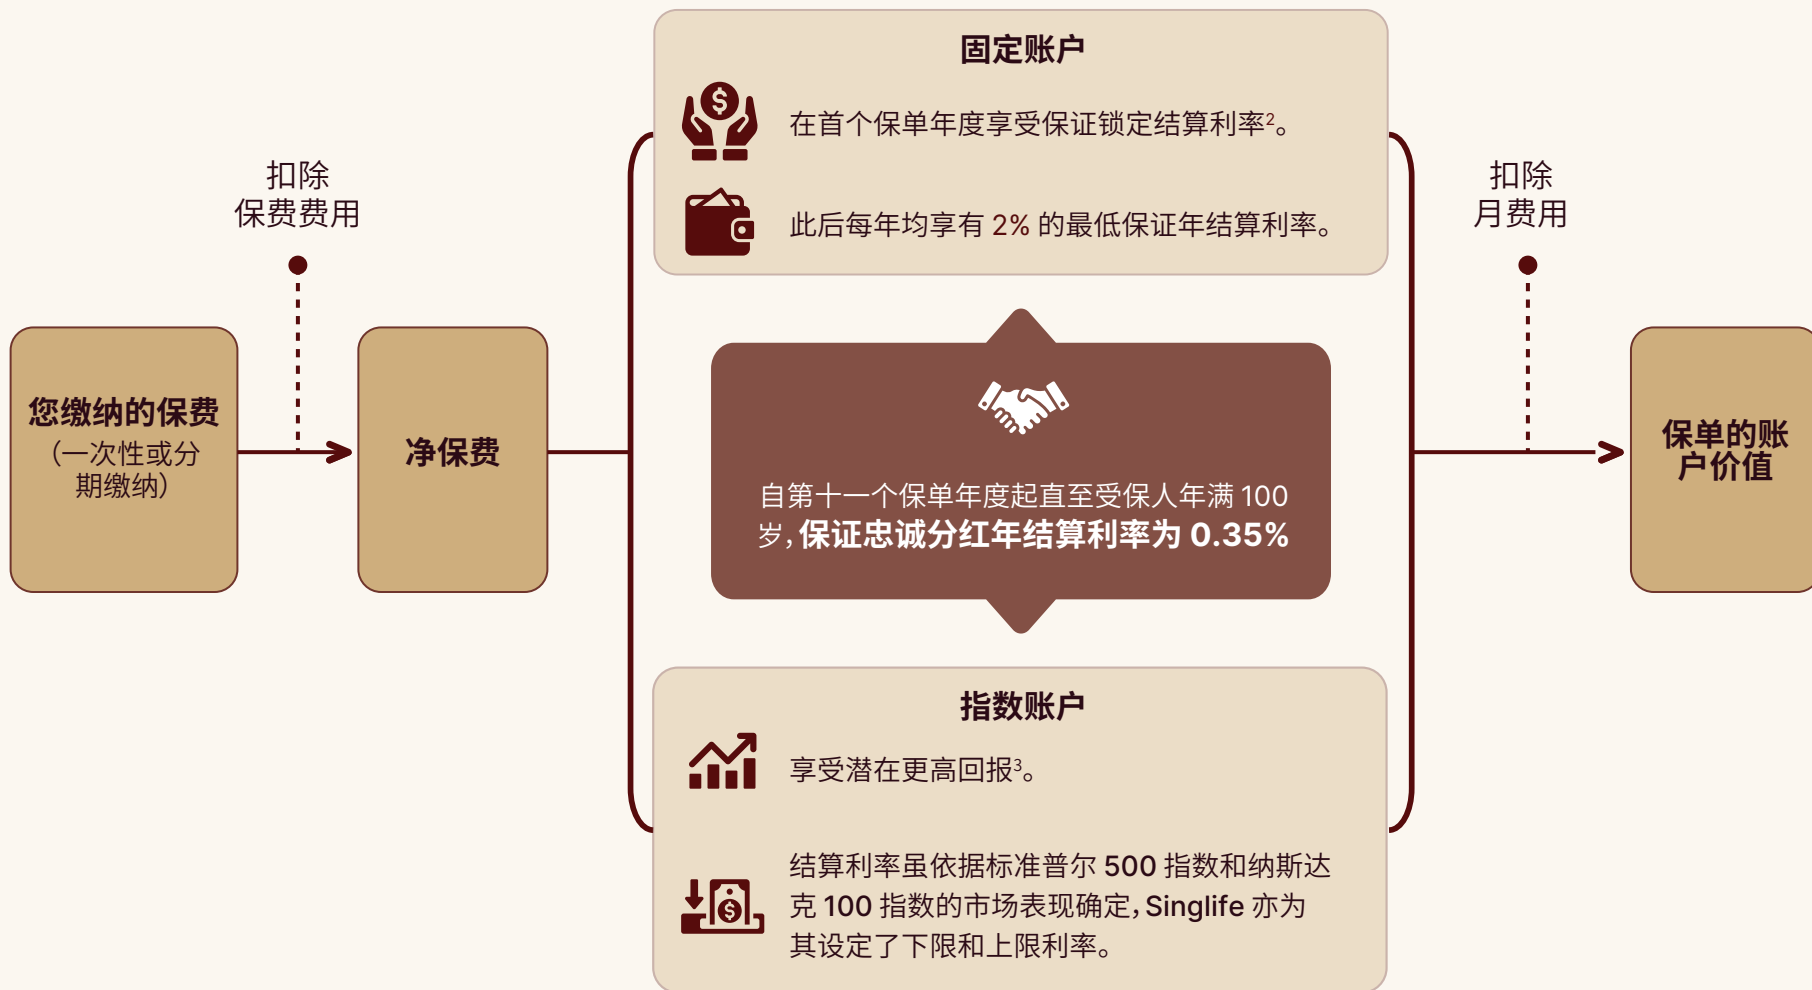 扣除
保费费用
您缴纳的保费
（一次性或分
期缴纳）
净保费
固定账户
在首个保单年度享受保证锁定结算利率2。
此后每年均享有 2% 的最低保证年结算利率。
自第十一个保单年度起直至受保人年满 100
岁，保证忠诚分红年结算利率为 0.35%
指数账户
享受潜在更高回报3。
结算利率虽依据标准普尔 500 指数和纳斯达
克 100 指数的市场表现确定，Singlife 亦为
其设定了下限和上限利率。
扣除
月费用
保单的账
户价值